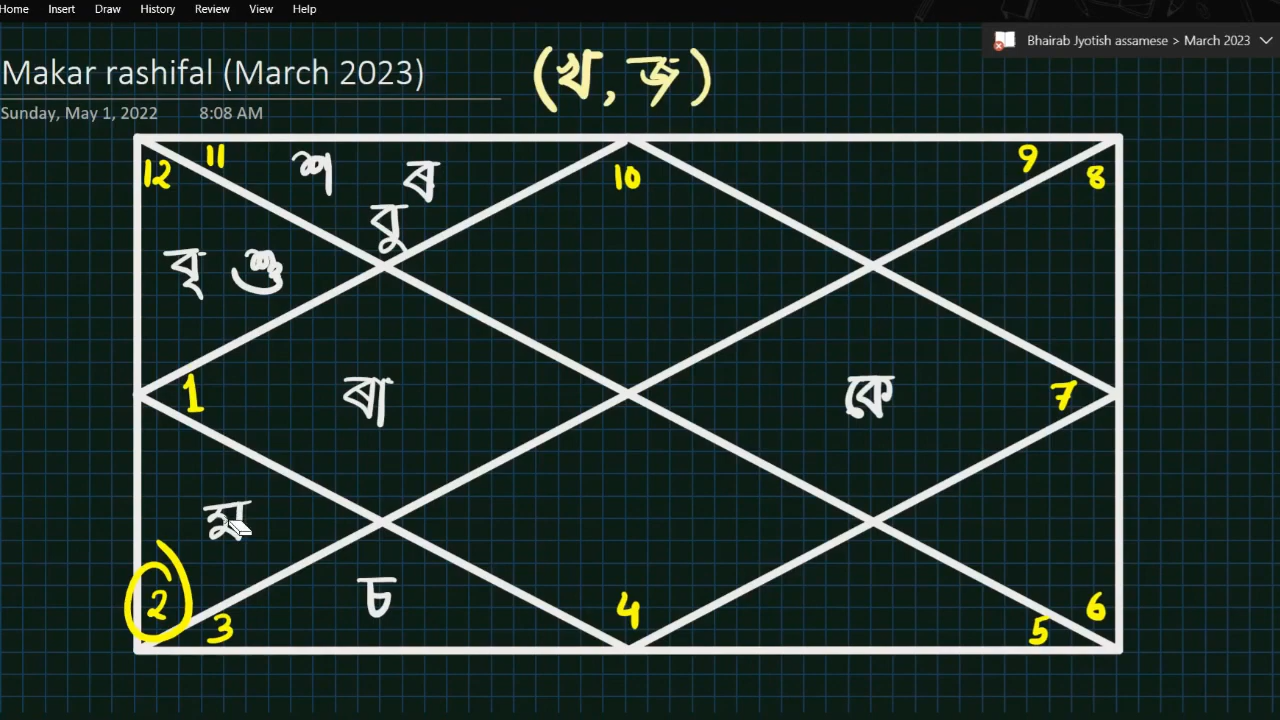 Home Insert Draw History Review View Help
Bhairab Jyotish assamese > March 2023
Makar rashifal (March 2023)
(খ, জ)
Sunday, May 1, 2022 8:08 AM
12 11 শ ৰ 10 9 8
বু
বৃ শু
1 ৰা কে 7
ম
2 3 চ 4 5 6